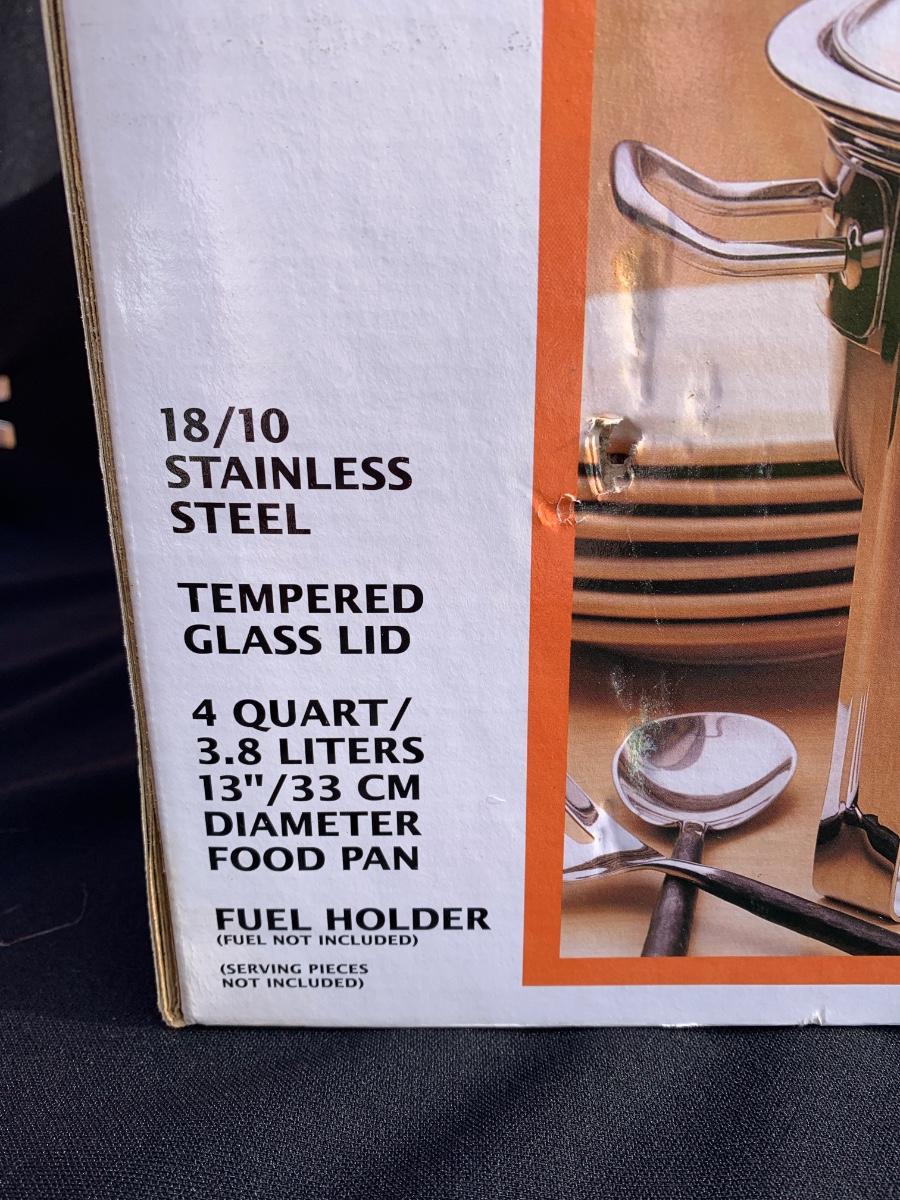 18/10
STAINLESS
STEEL
TEMPERED
GLASS LID
4 QUART/
3.8 LITERS
13"/33 CM
DIAMETER
FOOD PAN
FUEL HOLDER
(FUEL NOT INCLUDED)
(SERVING PIECES
NOT INCLUDED)